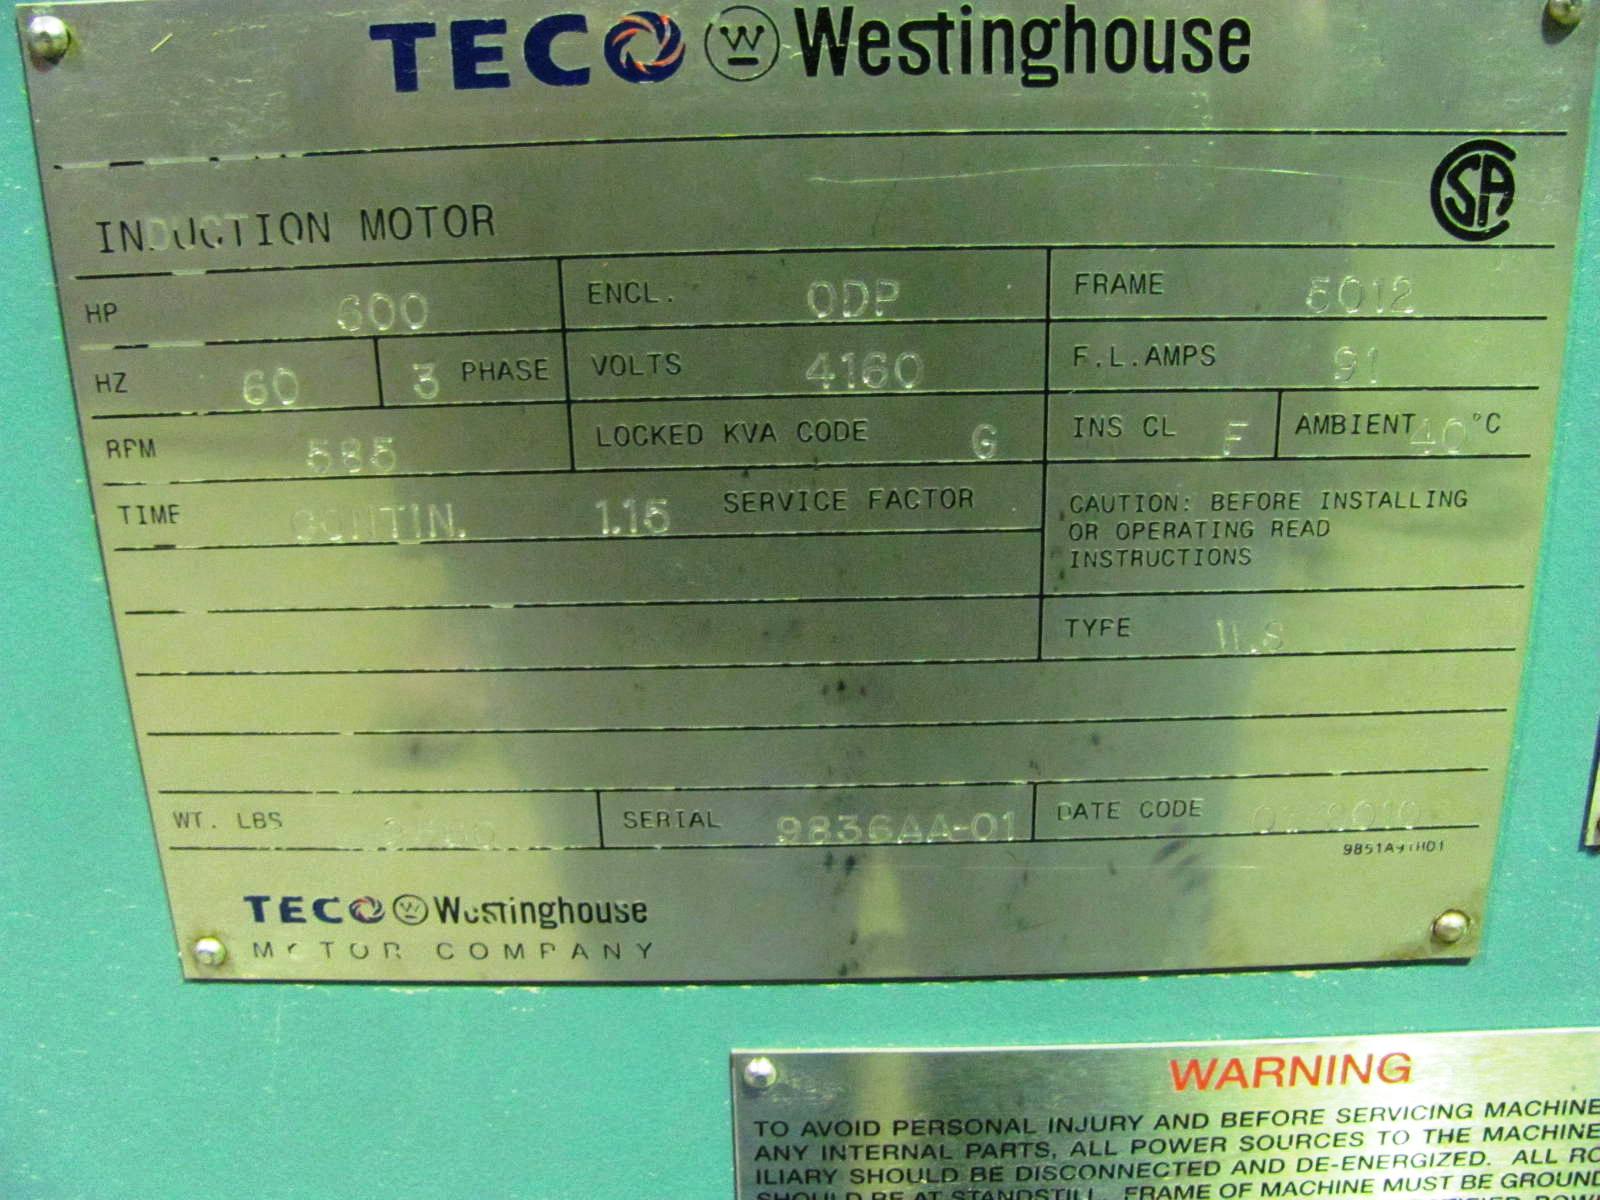 TECO W Westinghouse
CSA
INDUCTION MOTOR
HP 600 ENCL. ODP FRAME 5012
HZ 60 3 PHASE VOLTS 4160 F.L.AMPS 91
RPM 585 LOCKED KVA CODE G INS CL F AMBIENT 40 °C
TIME CONTIN. 1.15 SERVICE FACTOR
CAUTION: BEFORE INSTALLING
OR OPERATING READ
INSTRUCTIONS
TYPE
WT. LBS SERIAL 9836AA-01 DATE CODE
TECO W Westinghouse
MOTOR COMPANY
WARNING
TO AVOID PERSONAL INJURY AND BEFORE SERVICING MACHINE
ANY INTERNAL PARTS, ALL POWER SOURCES TO THE MACHINE
ILIARY SHOULD BE DISCONNECTED AND DE-ENERGIZED. ALL RO
SHOULD BE AT STANDSTILL. FRAME OF MACHINE MUST BE GROUND